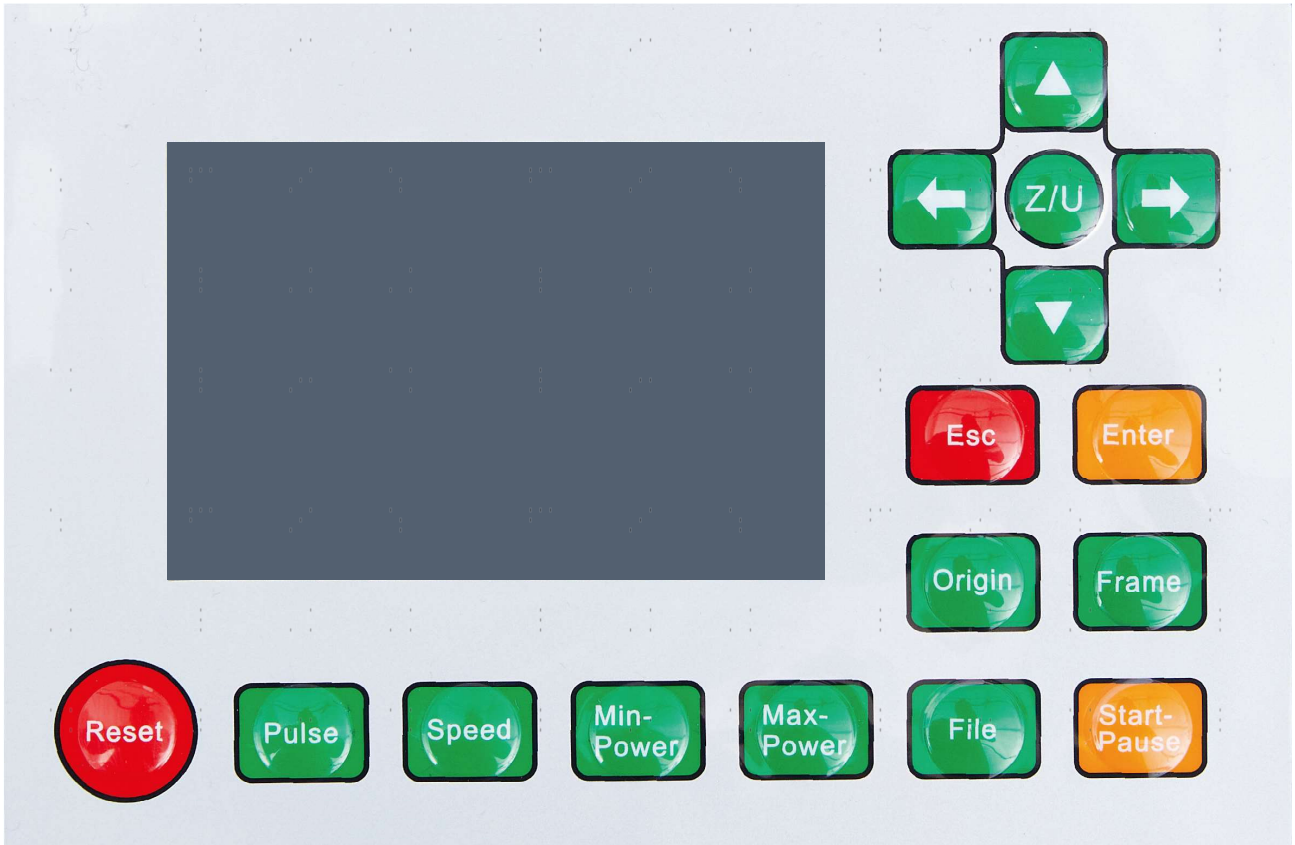 Z/U
Esc
Enter
Origin
Frame
Reset
Pulse
Speed
Min-
Power
Max-
Power
File
Start-
Pause